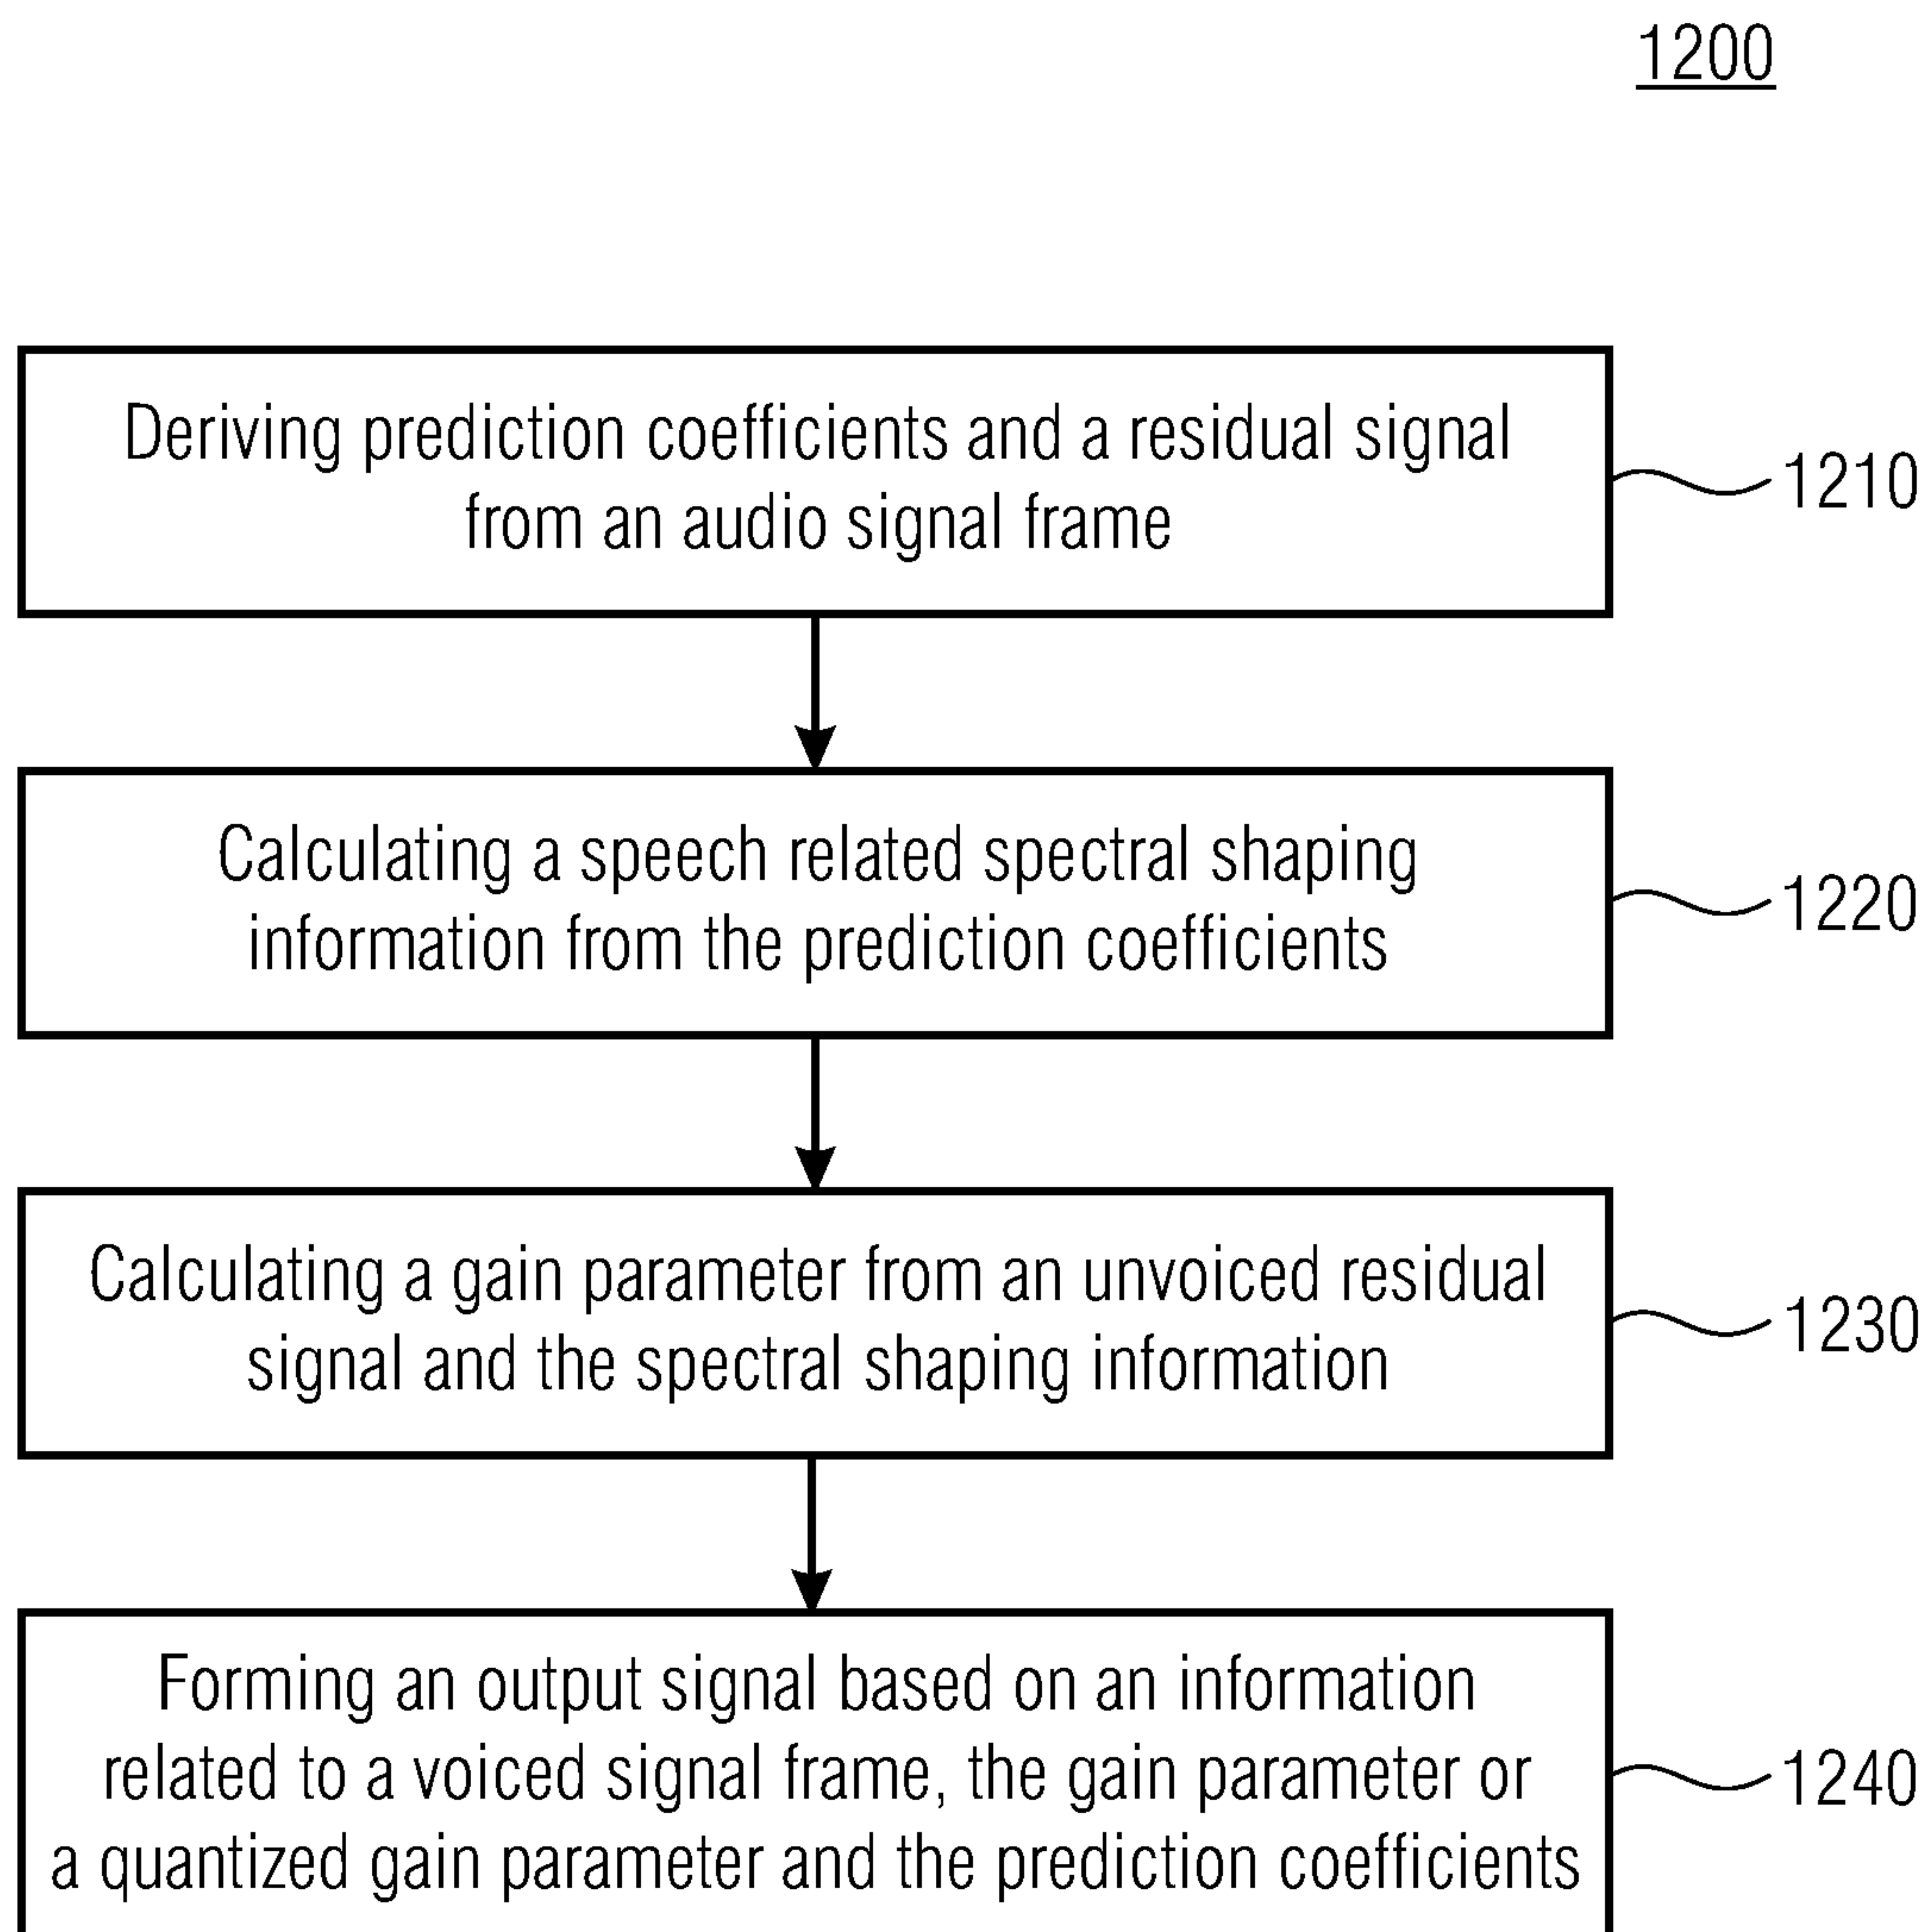 1200
Deriving prediction coefficients and a residual signal
from an audio signal frame
1210
Calculating a speech related spectral shaping
information from the prediction coefficients
1220
Calculating a gain parameter from an unvoiced residual
signal and the spectral shaping information
1230
Forming an output signal based on an information
related to a voiced signal frame, the gain parameter or
a quantized gain parameter and the prediction coefficients
1240